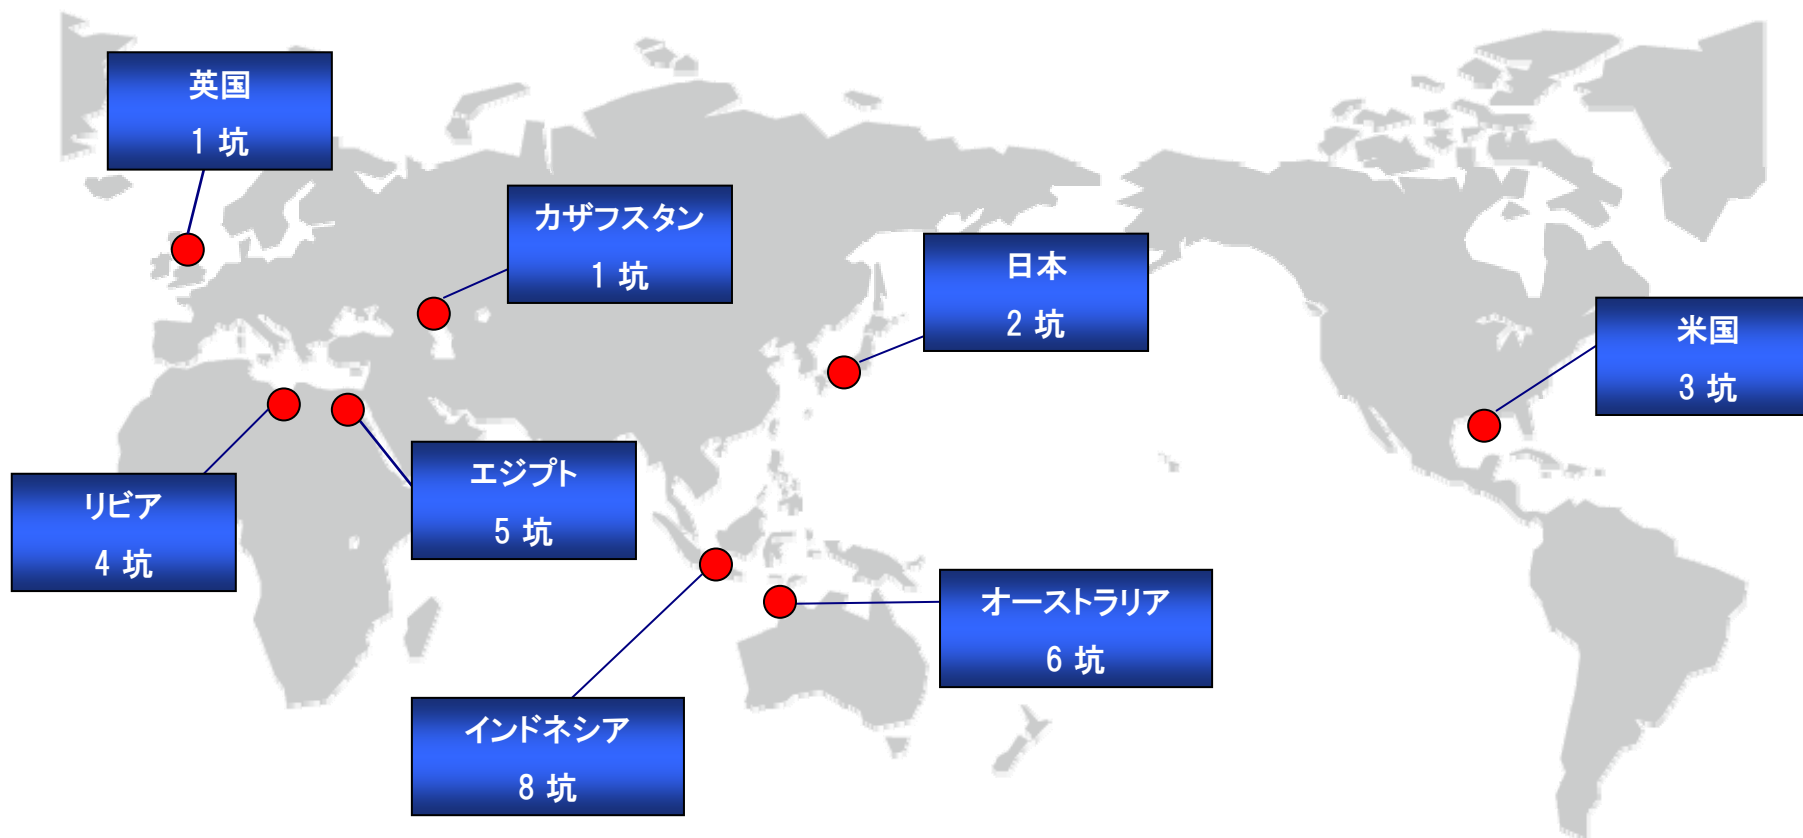 英国
1 坑
カザフスタン
1 坑
日本
2 坑
米国
3 坑
エジプト
5 坑
リビア
4 坑
オーストラリア
6 坑
インドネシア
8 坑